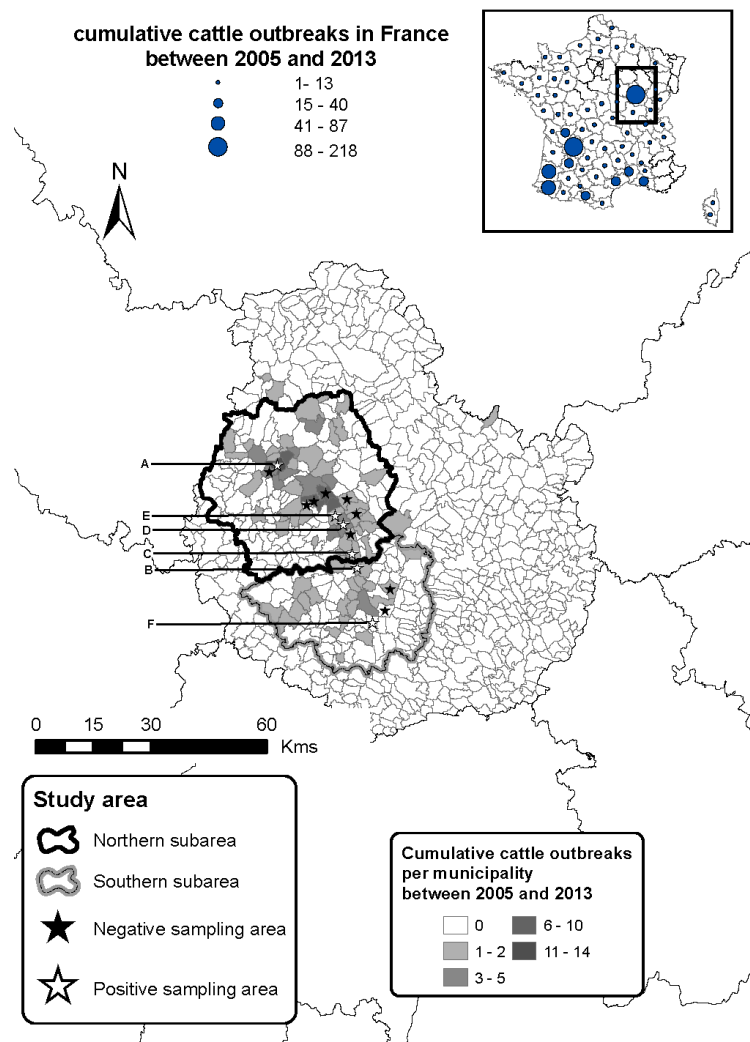 cumulative cattle outbreaks in France
between 2005 and 2013
1- 13
15 - 40
41 - 87
88 - 218
N
A
E
D
C
B
F
0 15 30 60
Kms
Study area
Northern subarea
Southern subarea
Negative sampling area
Positive sampling area
Cumulative cattle outbreaks
per municipality
between 2005 and 2013
0 6 - 10
1 - 2 11 - 14
3 - 5